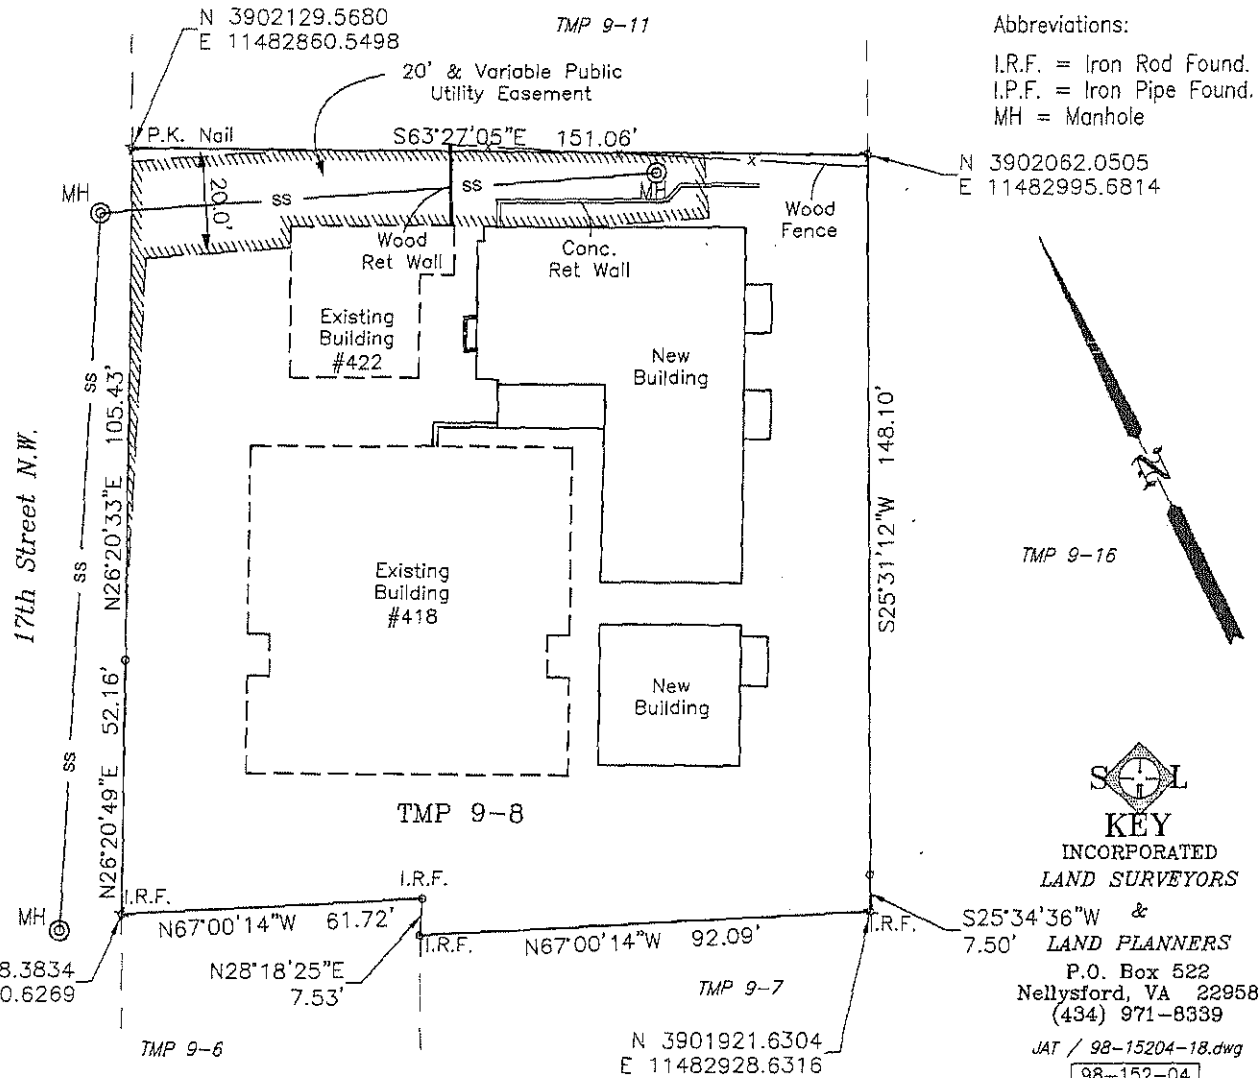 N 3902129.5680
E 11482860.5498
TMP 9-11
Abbreviations:
I.R.F. = Iron Rod Found.
I.P.F. = Iron Pipe Found.
MH = Manhole
20' & Variable Public
Utility Easement
P.K. Nail
S63°27'05"E 151.06'
N 3902062.0505
E 11482995.6814
MH
SS
SS
MH
20.0'
X
X
X
Wood
Fence
Wood
Ret Wall
Conc.
Ret Wall
Existing
Building
#422
New
Building
SS
N26°20'33"E 105.43'
17th Street N.W.
S25°31'12"W 148.10'
N
TMP 9-16
Existing
Building
#418
SS
New
Building
SS
N26°20'49"E 52.16'
TMP 9-8
S L
KEY
INCORPORATED
LAND SURVEYORS
&
LAND PLANNERS
P.O. Box 522
Nellysford, VA 22958
(434) 971-8339
JAT / 98-15204-18.dwg
98-152-04
I.R.F.
I.R.F.
MH
N67°00'14"W 61.72'
I.R.F.
N67°00'14"W 92.09'
I.R.F.
S25°34'36"W
7.50'
8.3834
0.6269
N28°18'25"E
7.53'
TMP 9-7
TMP 9-6
N 3901921.6304
E 11482928.6316